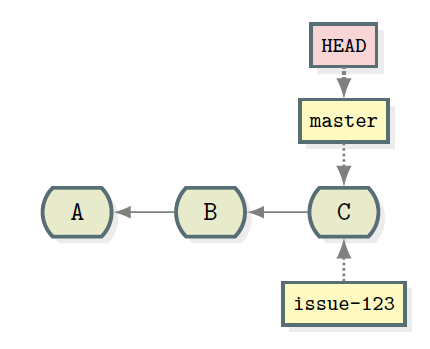 HEAD
master
A B C
issue-123